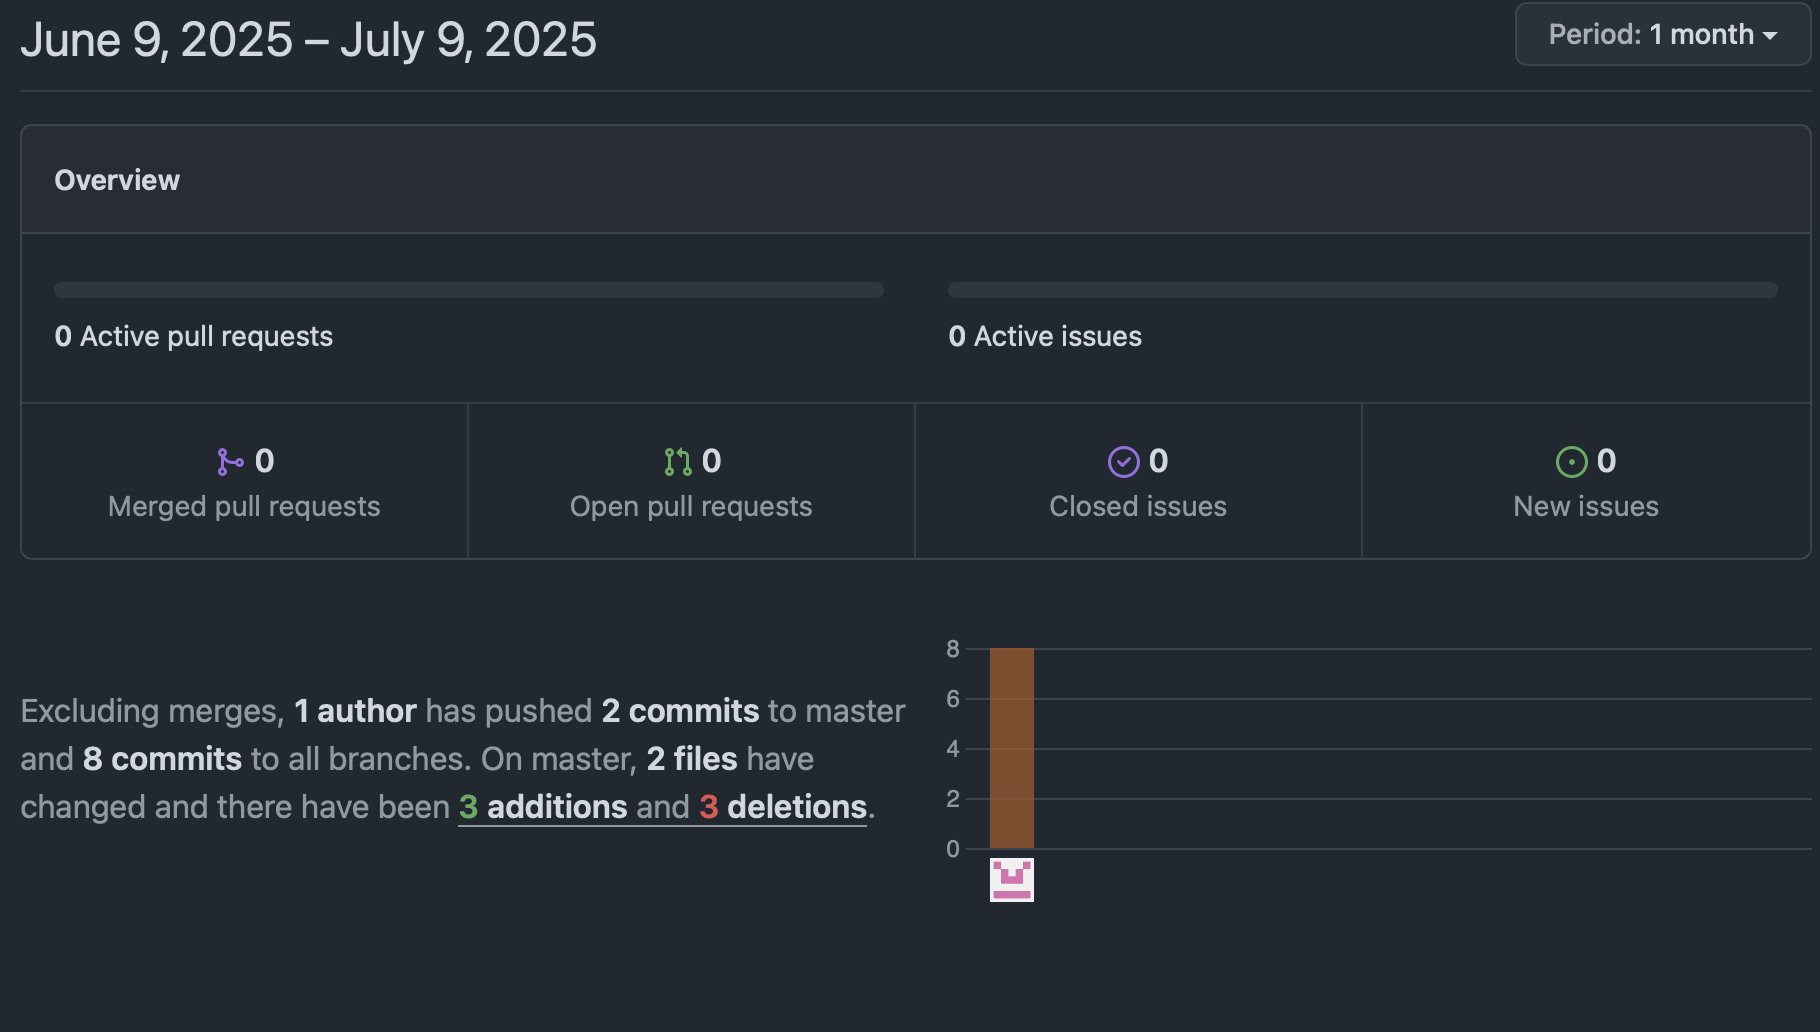 June 9, 2025 – July 9, 2025
Period: 1 month
Overview
0 Active pull requests
0 Active issues
0
Merged pull requests
0
Open pull requests
0
Closed issues
0
New issues
Excluding merges, 1 author has pushed 2 commits to master
and 8 commits to all branches. On master, 2 files have
changed and there have been 3 additions and 3 deletions.
8
6
4
2
0